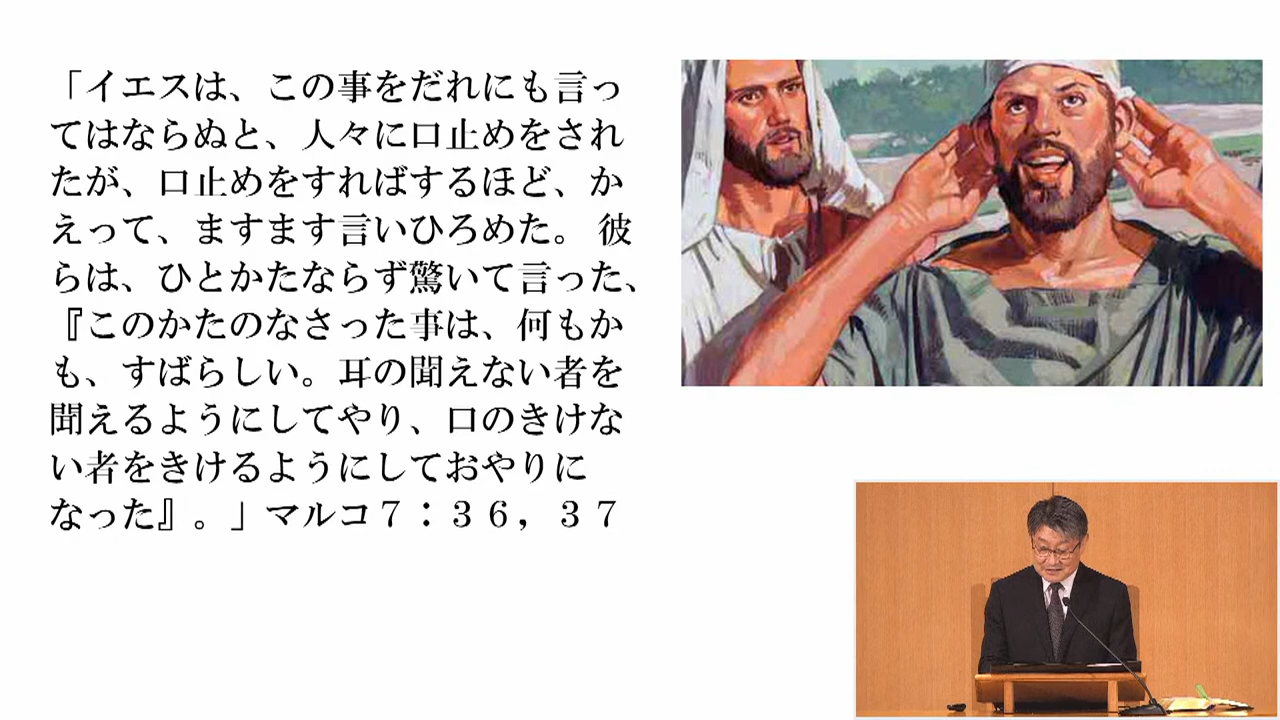 「イエスは、この事をだれにも言っ
てはならぬと、人々に口止めをされ
たが、口止めをすればするほど、か
えって、ますます言いひろめた。 彼
らは、ひとかたならず驚いて言った、
『このかたのなさった事は、何もか
も、すばらしい。耳の聞えない者を
聞えるようにしてやり、口のきけな
い者をきけるようにしておやりに
なった』。」マルコ７：３６，３７